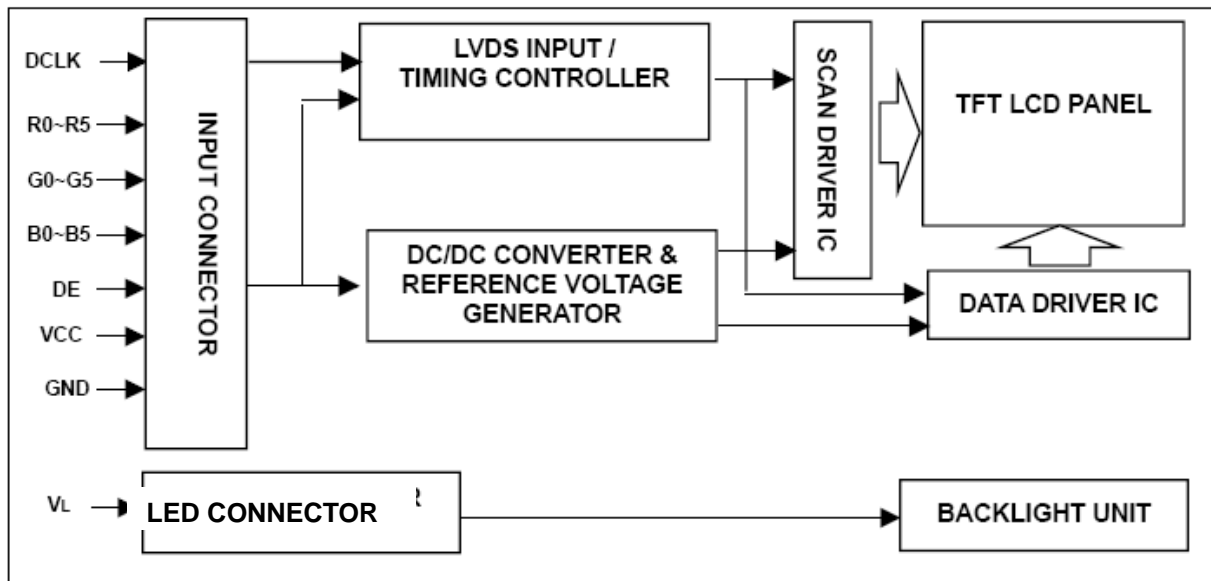 DCLK
R0~R5
G0~G5
B0~B5
DE
VCC
GND
INPUT CONNECTOR
LVDS INPUT /
TIMING CONTROLLER
DC/DC CONVERTER &
REFERENCE VOLTAGE
GENERATOR
SCAN DRIVER IC
TFT LCD PANEL
DATA DRIVER IC
VL
LED CONNECTOR
BACKLIGHT UNIT